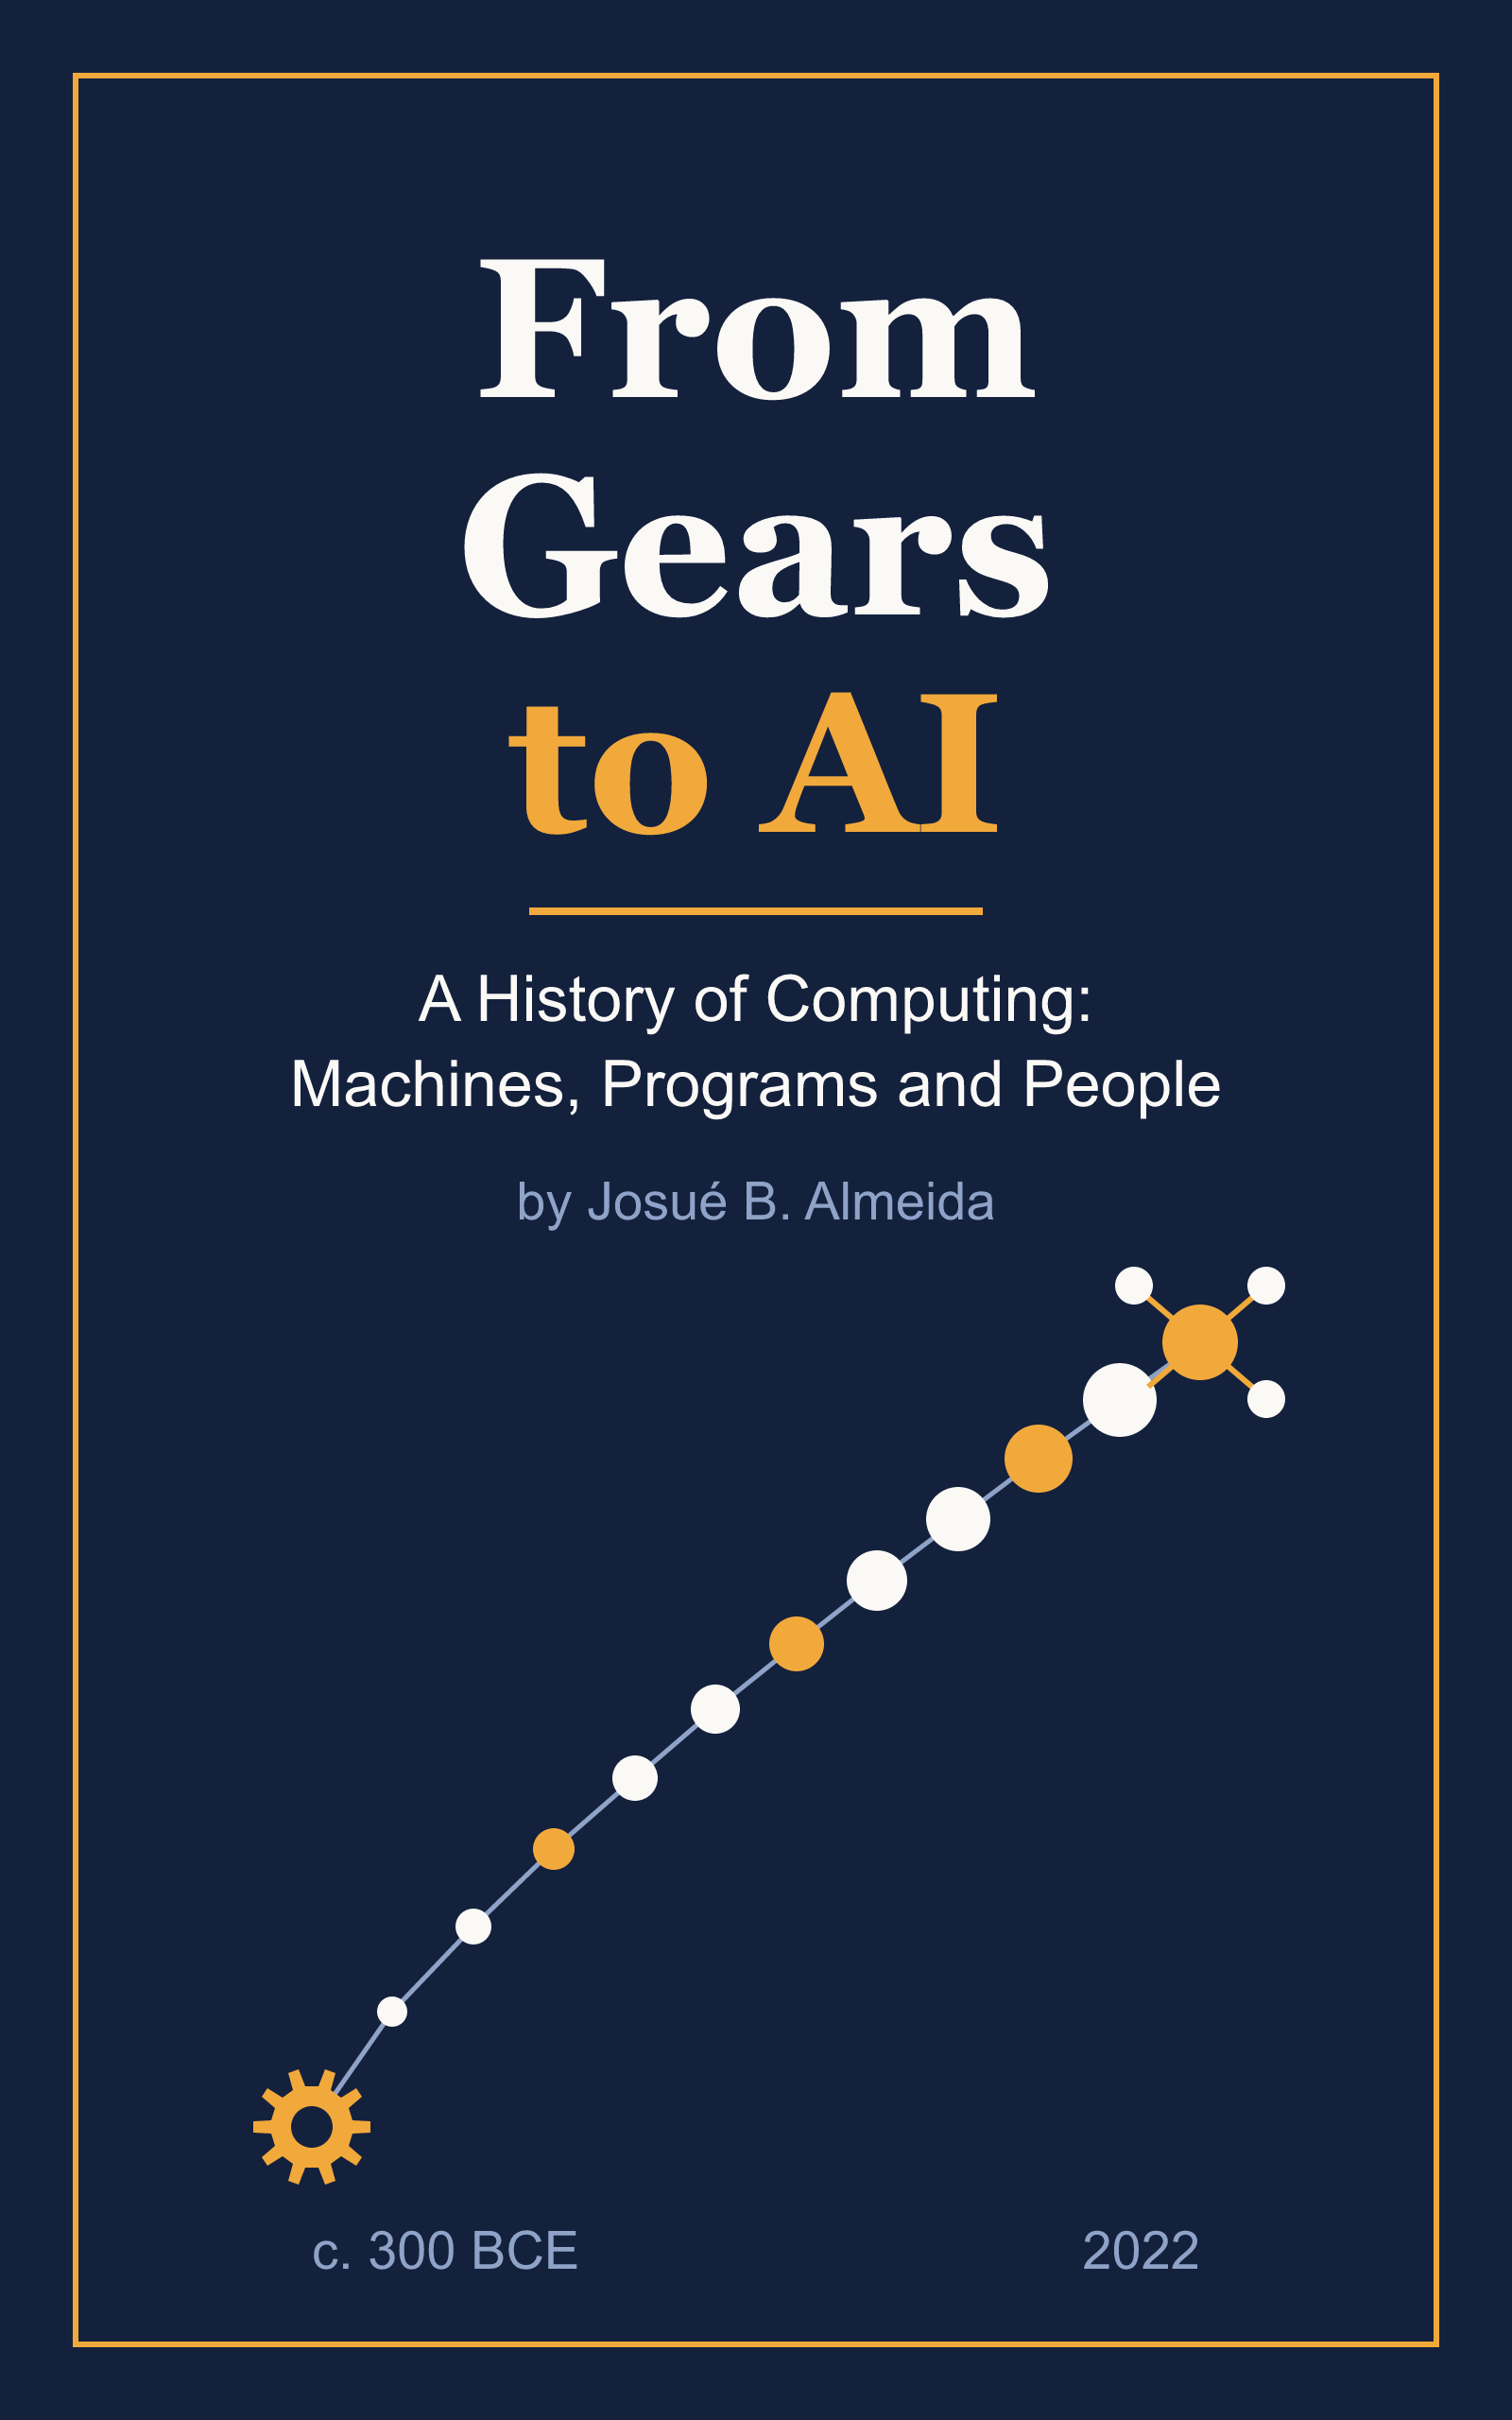 From
Gears
to AI
A History of Computing:
Machines, Programs and People
by Josué B. Almeida
c. 300 BCE
2022